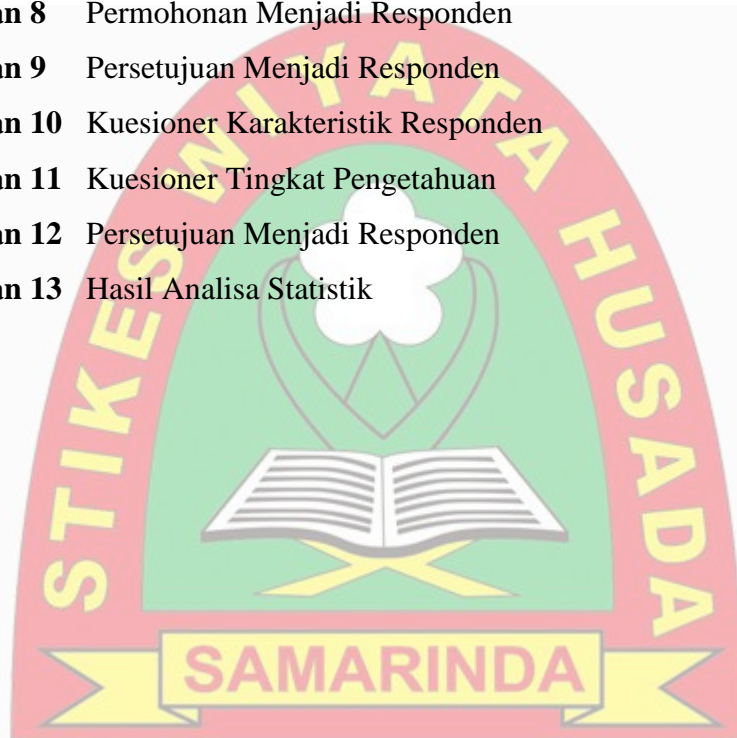 an 8 Permohonan Menjadi Responden
an 9 Persetujuan Menjadi Responden
an 10 Kuesioner Karakteristik Responden
an 11 Kuesioner Tingkat Pengetahuan
an 12 Persetujuan Menjadi Responden
an 13 Hasil Analisa Statistik
STIKES WIYATA HUSADA
SAMARINDA